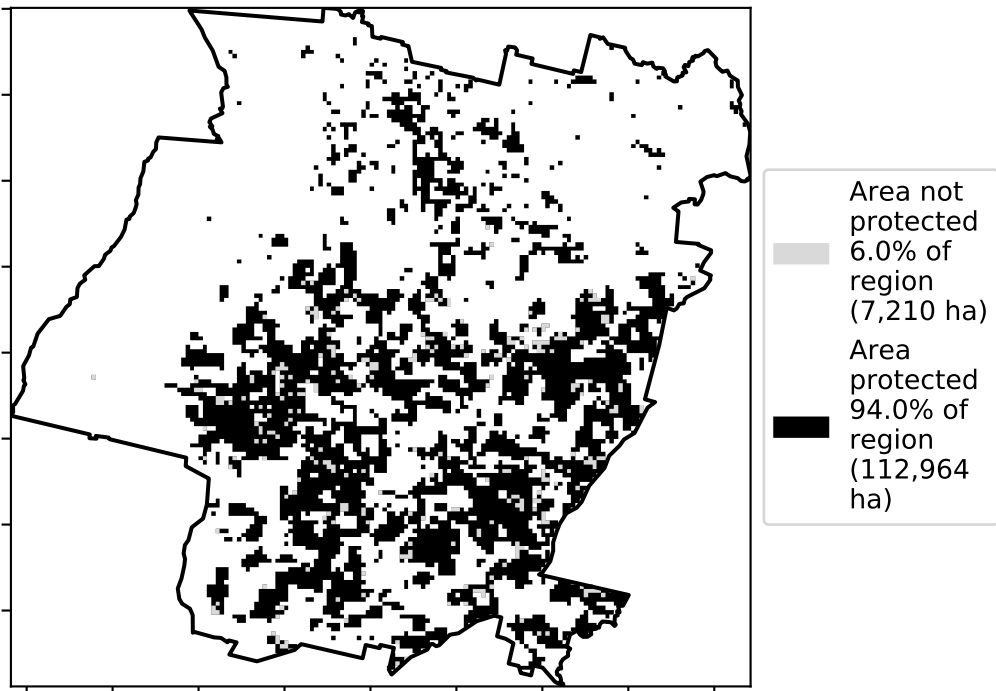 Area not
protected
6.0% of
region
(7,210 ha)
Area
protected
94.0% of
region
(112,964
ha)